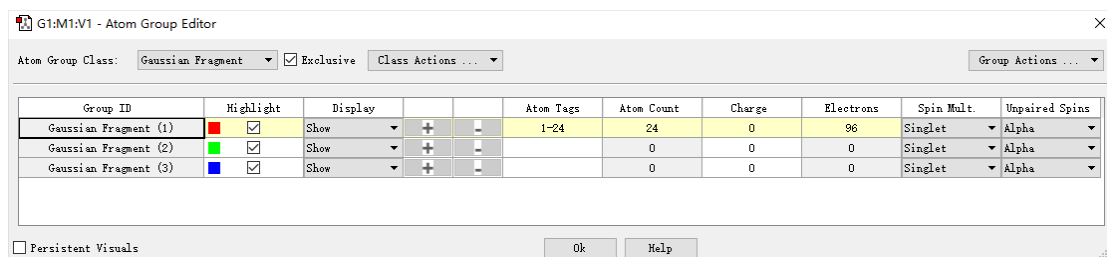 G1:M1:V1 - Atom Group Editor
Atom Group Class: Gaussian Fragment Exclusive Class Actions ... Group Actions ...
Group ID Highlight Display Atom Tags Atom Count Charge Electrons Spin Mult. Unpaired Spins
Gaussian Fragment (1) Show + - 1-24 24 0 96 Singlet Alpha
Gaussian Fragment (2) Show + - 0 0 0 Singlet Alpha
Gaussian Fragment (3) Show + - 0 0 0 Singlet Alpha
Persistent Visuals Ok Help